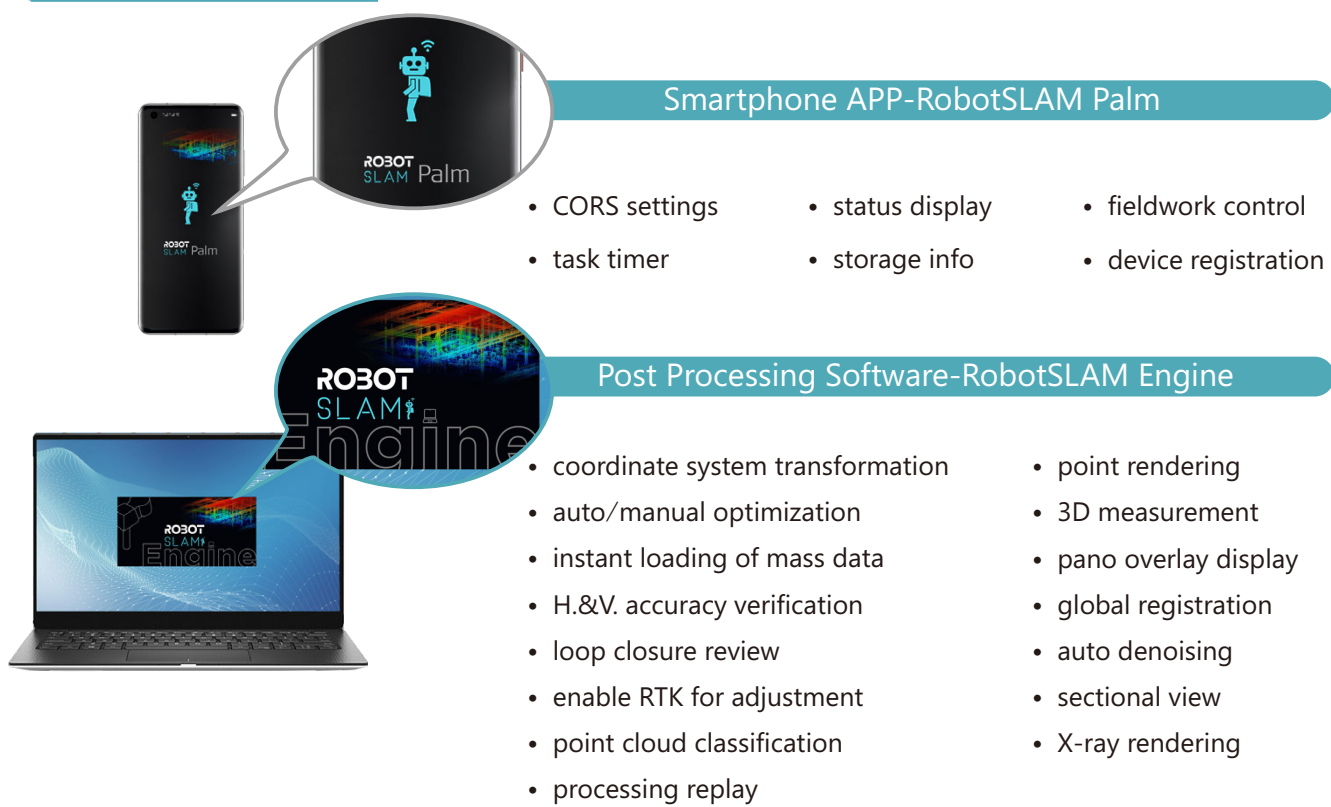 ROBOT
SLAM Palm
Smartphone APP-RobotSLAM Palm
• CORS settings
• status display
• fieldwork control
• task timer
• storage info
• device registration
ROBOT
SLAM Palm
Post Processing Software-RobotSLAM Engine
ROBOT
SLAM
Engine
• coordinate system transformation
• auto/manual optimization
• instant loading of mass data
• H.&V. accuracy verification
• loop closure review
• enable RTK for adjustment
• point cloud classification
• processing replay
• point rendering
• 3D measurement
• pano overlay display
• global registration
• auto denoising
• sectional view
• X-ray rendering
ROBOT
SLAM
Engine